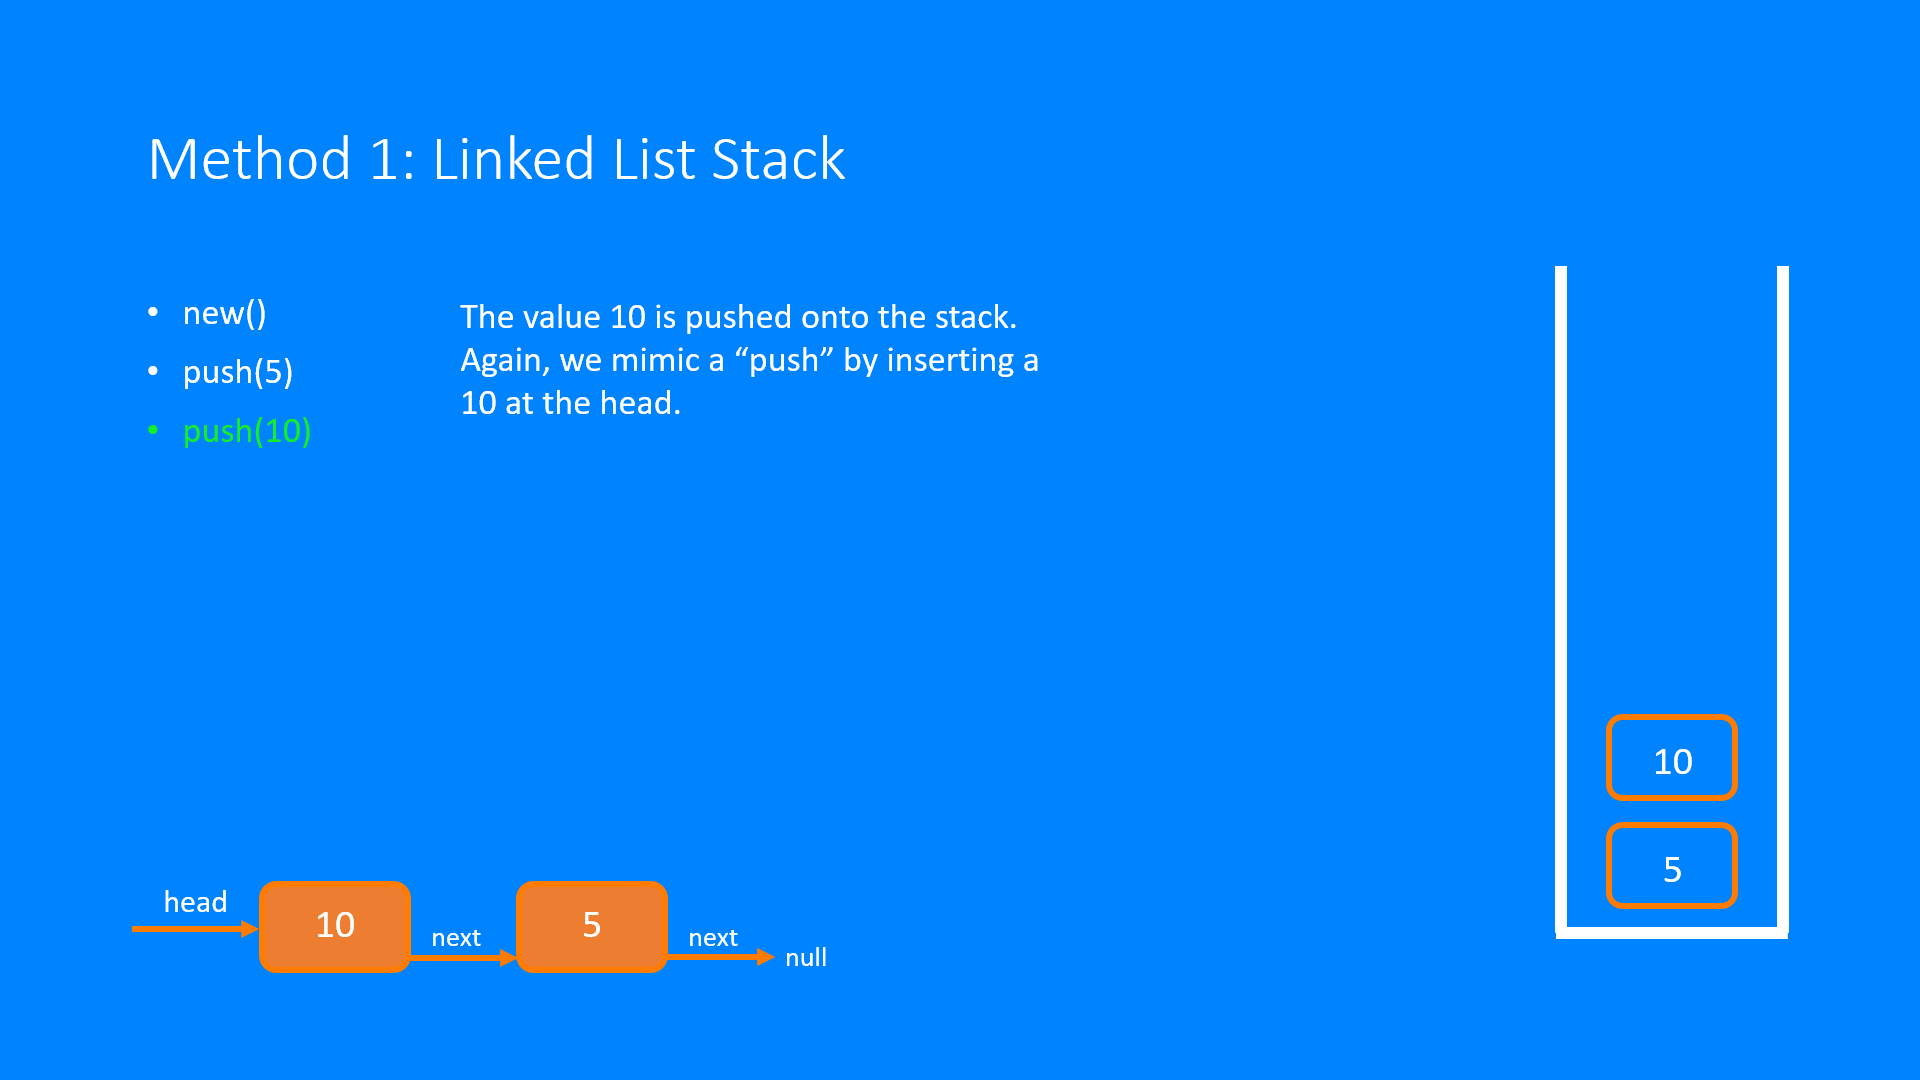 Method 1: Linked List Stack
• new()
• push(5)
• push(10)
The value 10 is pushed onto the stack.
Again, we mimic a “push” by inserting a
10 at the head.
10
5
head
10
next
5
next
null